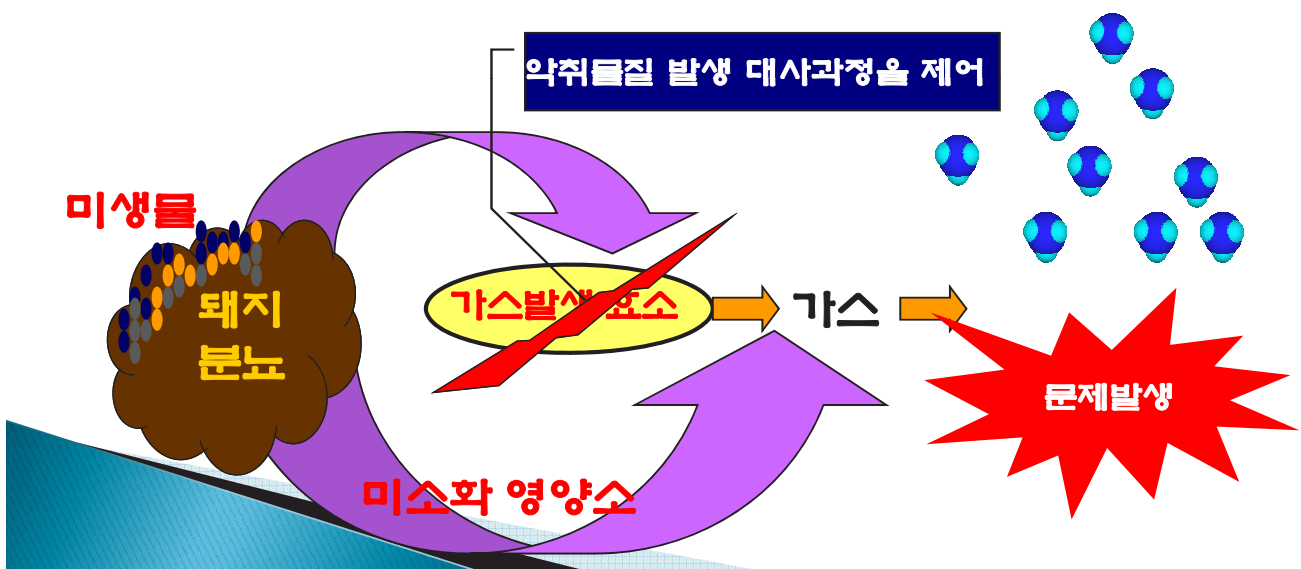 악취물질 발생 대사과정을 제어
미생물
돼지
분뇨
가스발생 효소
가스
문제발생
미소화 영양소